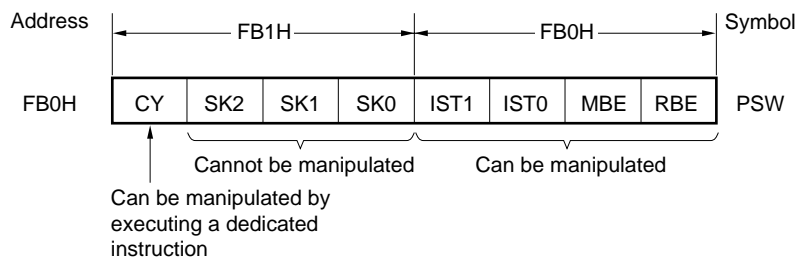 Address FB1H FB0H Symbol
FB0H CY SK2 SK1 SK0 IST1 IST0 MBE RBE PSW
Cannot be manipulated Can be manipulated
Can be manipulated by
executing a dedicated
instruction